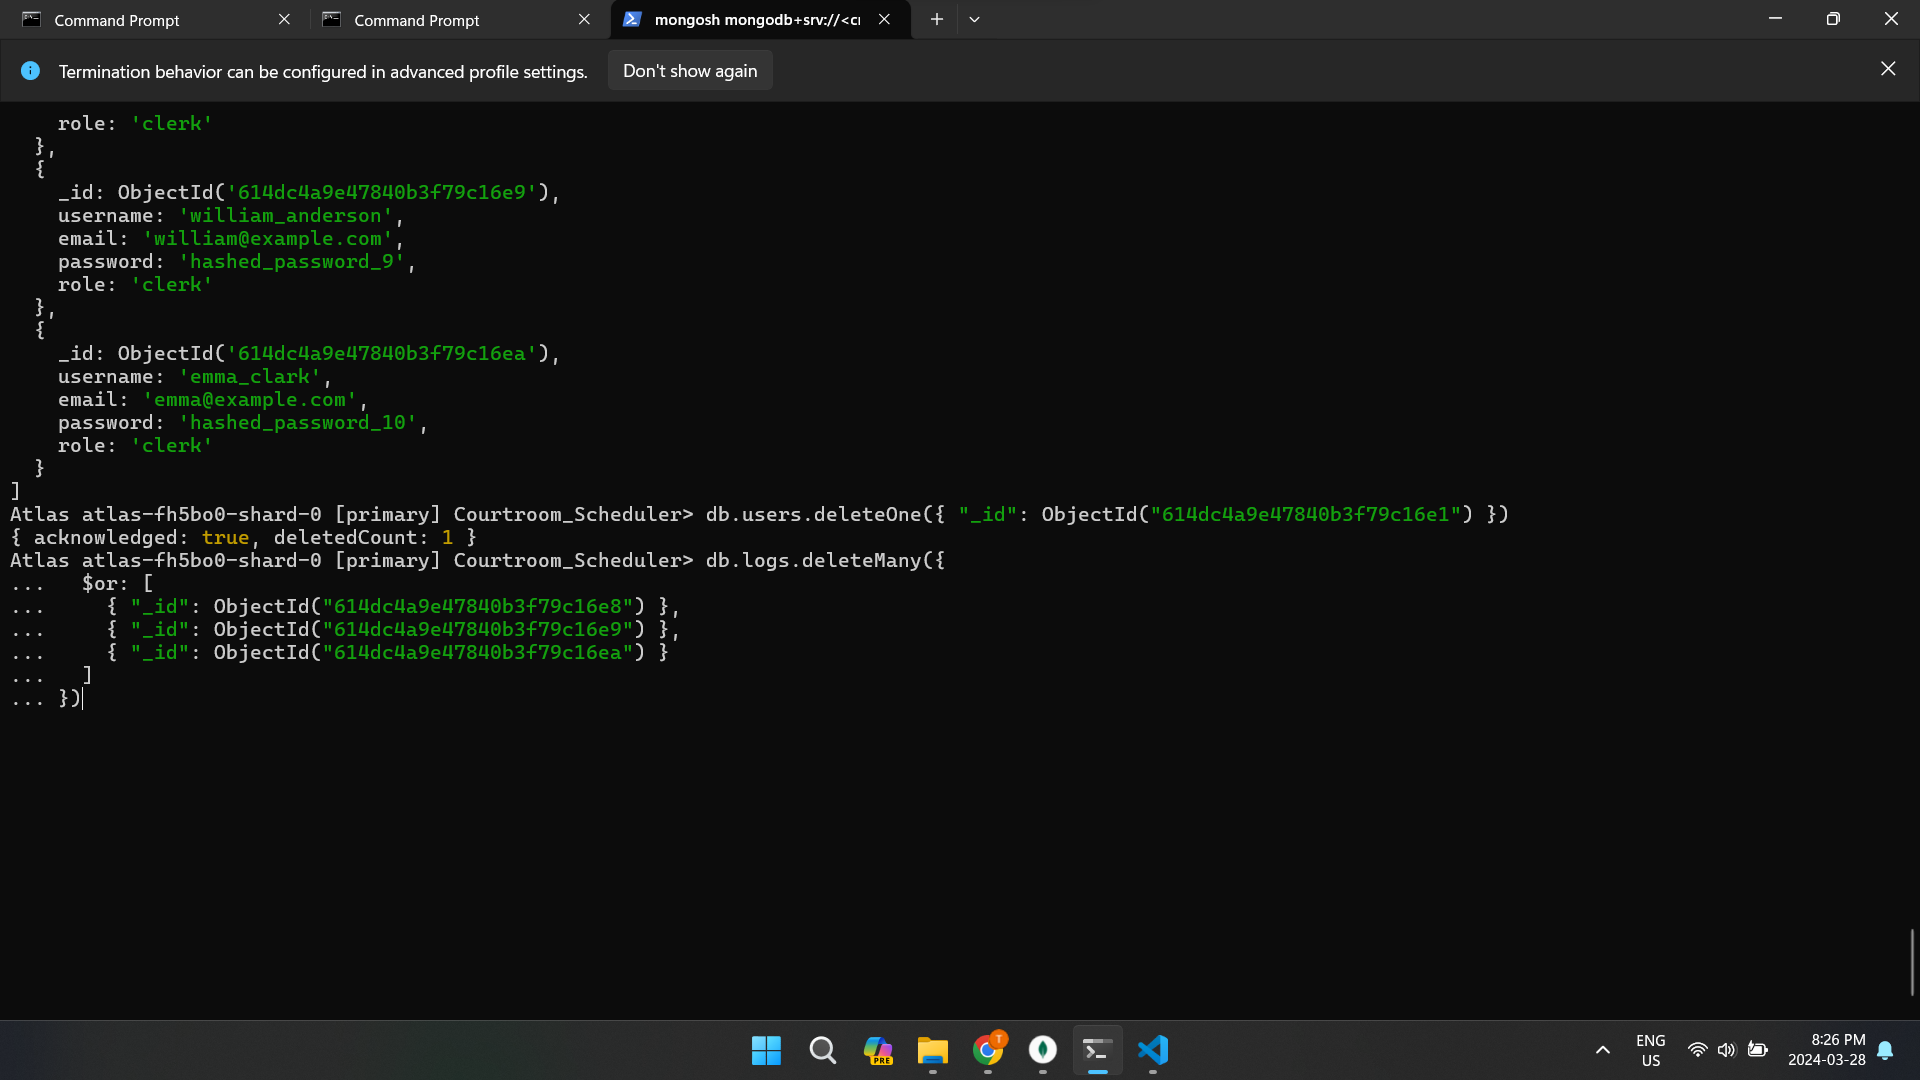 Command Prompt
Command Prompt
mongosh mongodb+srv://<cr
Termination behavior can be configured in advanced profile settings.
Don't show again
    role: 'clerk'
  },
  {
    _id: ObjectId('614dc4a9e47840b3f79c16e9'),
    username: 'william_anderson',
    email: 'william@example.com',
    password: 'hashed_password_9',
    role: 'clerk'
  },
  {
    _id: ObjectId('614dc4a9e47840b3f79c16ea'),
    username: 'emma_clark',
    email: 'emma@example.com',
    password: 'hashed_password_10',
    role: 'clerk'
  }
]
Atlas atlas-fh5bo0-shard-0 [primary] Courtroom_Scheduler> db.users.deleteOne({ "_id": ObjectId("614dc4a9e47840b3f79c16e1") })
{ acknowledged: true, deletedCount: 1 }
Atlas atlas-fh5bo0-shard-0 [primary] Courtroom_Scheduler> db.logs.deleteMany({
...   $or: [
...     { "_id": ObjectId("614dc4a9e47840b3f79c16e8") },
...     { "_id": ObjectId("614dc4a9e47840b3f79c16e9") },
...     { "_id": ObjectId("614dc4a9e47840b3f79c16ea") }
...   ]
... })
PRE
T
ENG
US
8:26 PM
2024-03-28